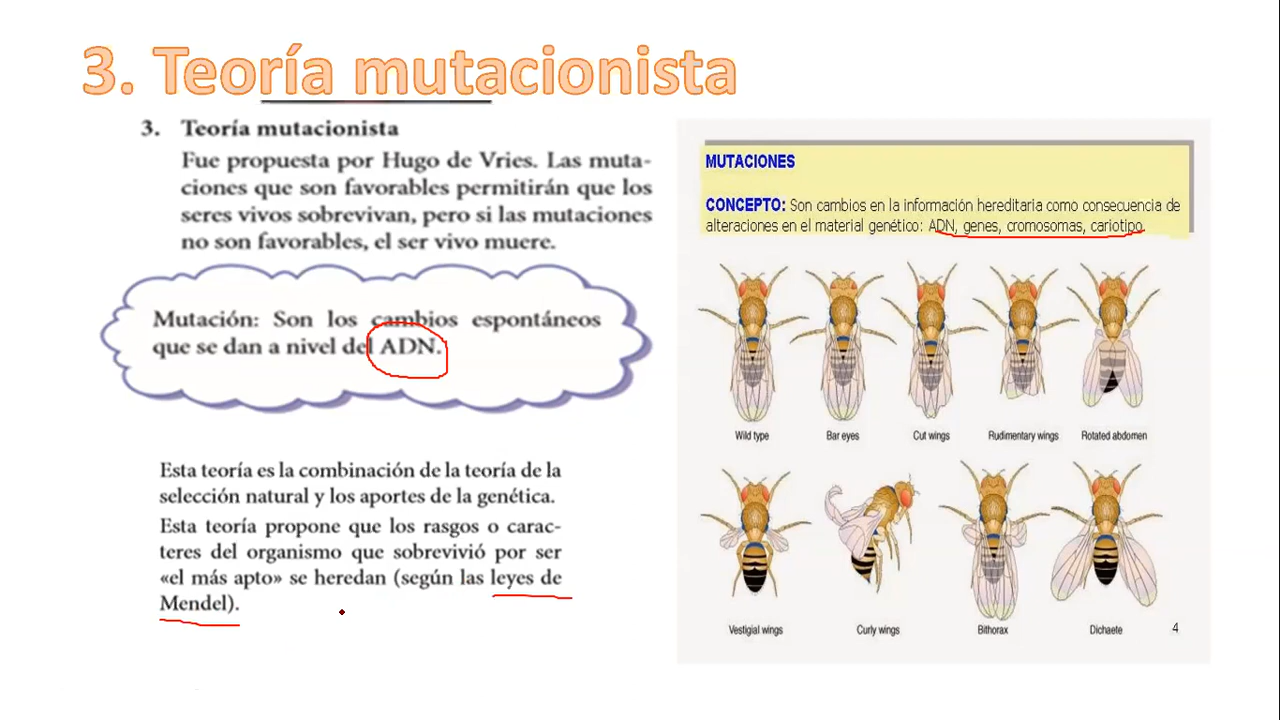 3. Teoría mutacionista
3. Teoría mutacionista
Fue propuesta por Hugo de Vries. Las muta-
ciones que son favorables permitirán que los
seres vivos sobrevivan, pero si las mutaciones
no son favorables, el ser vivo muere.
Mutación: Son los cambios espontáneos
que se dan a nivel del ADN.
Esta teoría es la combinación de la teoría de la
selección natural y los aportes de la genética.
Esta teoría propone que los rasgos o carac-
teres del organismo que sobrevivió por ser
«el más apto» se heredan (según las leyes de
Mendel).
MUTACIONES
CONCEPTO: Son cambios en la información hereditaria como consecuencia de
alteraciones en el material genético: ADN, genes, cromosomas, cariotipo.
Wild type Bar eyes Cut wings Rudimentary wings Rotated abdomen
Vestigial wings Curly wings Bithorax Dichaete
4